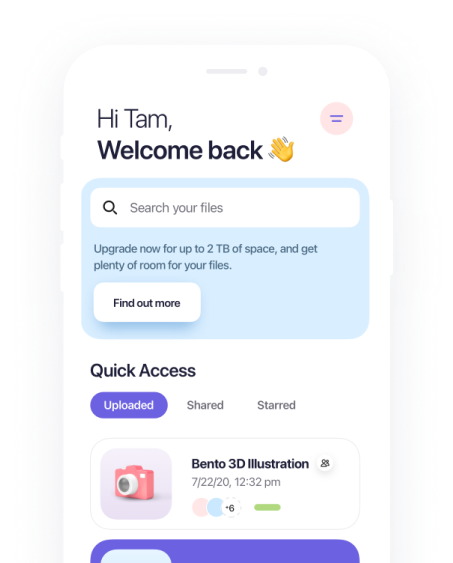 Hi Tam,
Welcome back 👋
Search your files
Upgrade now for up to 2 TB of space, and get
plenty of room for your files.
Find out more
Quick Access
Uploaded Shared Starred
Bento 3D Illustration
7/22/20, 12:32 pm
+6